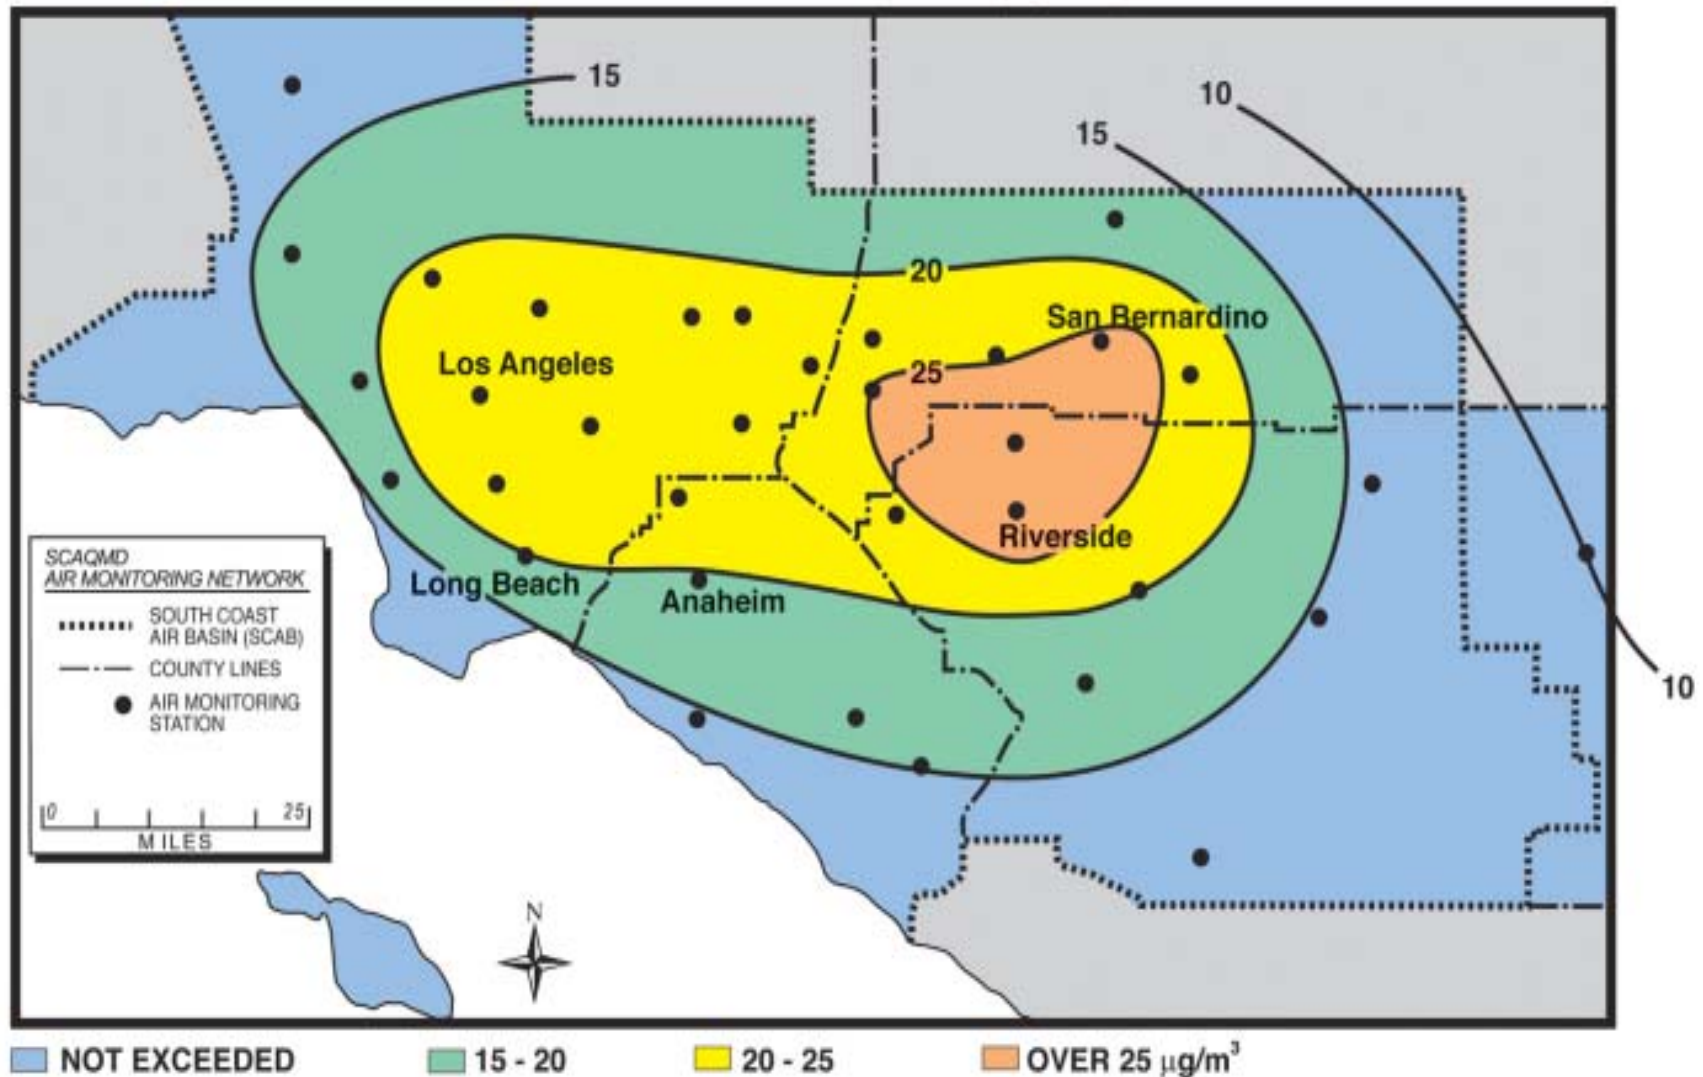 15
10
15
20
San Bernardino
Los Angeles
25
Riverside
Long Beach
Anaheim
10
SCAQMD
AIR MONITORING NETWORK
SOUTH COAST
AIR BASIN (SCAB)
COUNTY LINES
AIR MONITORING
STATION
0 25
MILES
N
NOT EXCEEDED 15 - 20 20 - 25 OVER 25 µg/m³